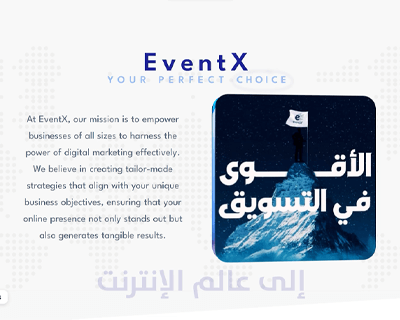 EventX
YOUR PERFECT CHOICE
At EventX, our mission is to empower
businesses of all sizes to harness the
power of digital marketing effectively.
We believe in creating tailor-made
strategies that align with your unique
business objectives, ensuring that your
online presence not only stands out but
also generates tangible results.
الأقـــوى
في التسويق
إلى عالم الإنترنت